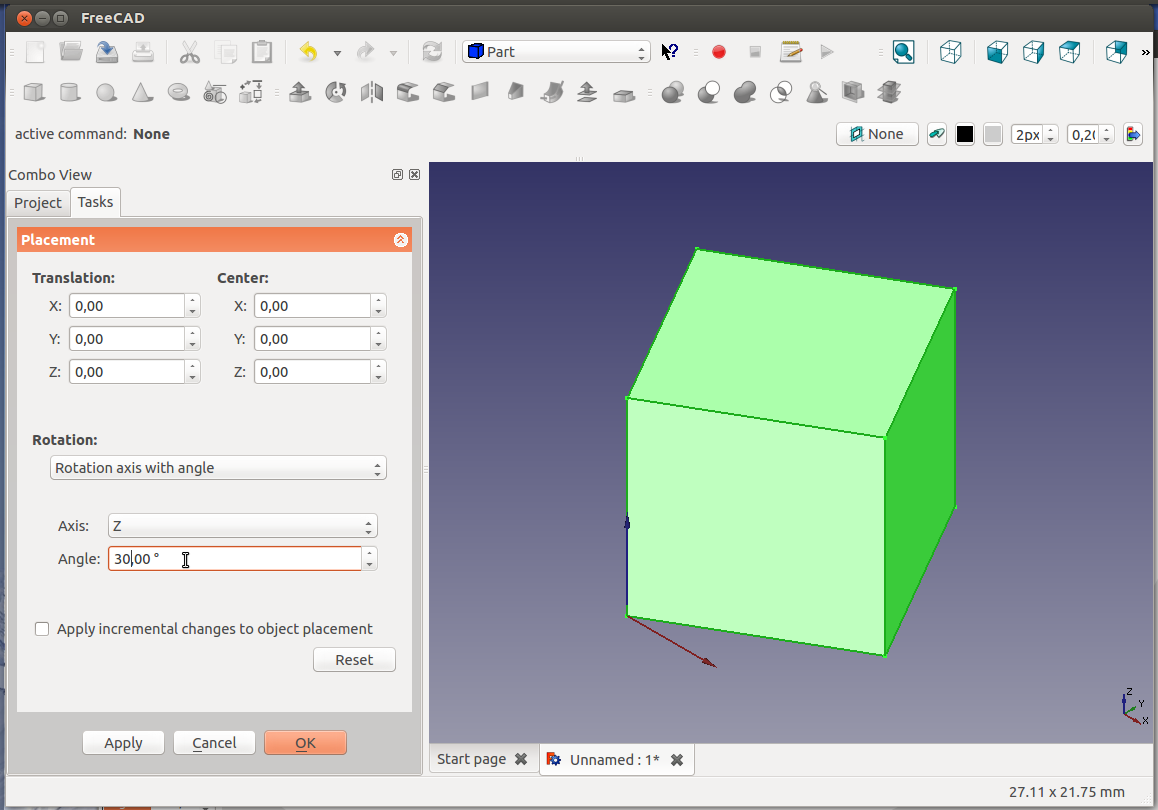 FreeCAD
Part
»
active command: None
None
2px
0,20
Combo View
Project
Tasks
Placement
Translation:
Center:
X: 0,00
X: 0,00
Y: 0,00
Y: 0,00
Z: 0,00
Z: 0,00
Rotation:
Rotation axis with angle
Axis: Z
Angle: 30,00 °
Apply incremental changes to object placement
Reset
Apply
Cancel
OK
Z
Y
X
Start page
Unnamed : 1*
27.11 x 21.75 mm